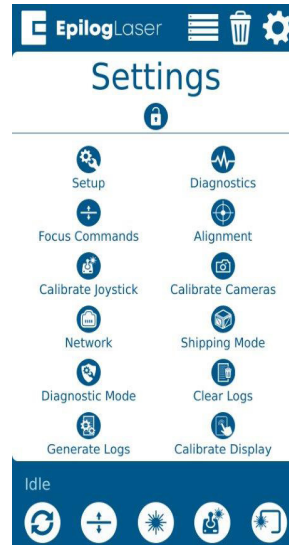 EpilogLaser
Settings
Setup
Diagnostics
Focus Commands
Alignment
Calibrate Joystick
Calibrate Cameras
Network
Shipping Mode
Diagnostic Mode
Clear Logs
Generate Logs
Calibrate Display
Idle